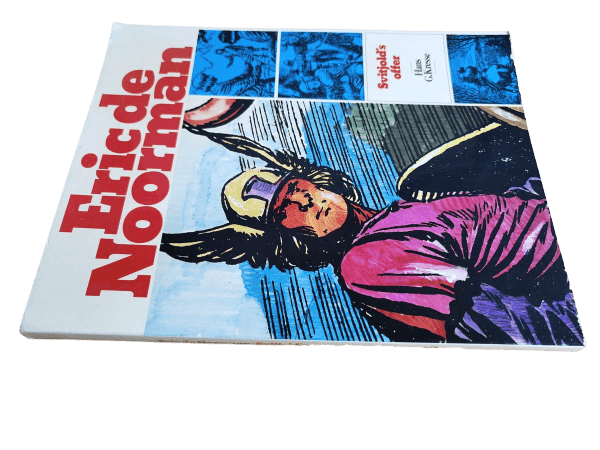 Eric de
Noorman
Svitjold's
offer
Hans
G.Kresse